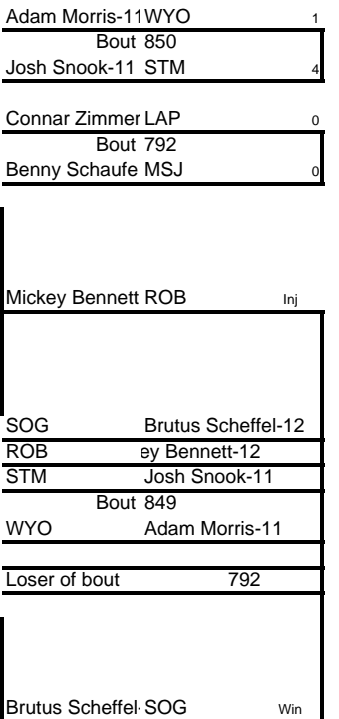 Adam Morris-11 WYO 1
Bout 850
Josh Snook-11 STM 4
Connar Zimmer LAP 0
Bout 792
Benny Schaufe MSJ 0
Mickey Bennett ROB Inj
SOG Brutus Scheffel-12
ROB ey Bennett-12
STM Josh Snook-11
Bout 849
WYO Adam Morris-11
Loser of bout 792
Brutus Scheffel SOG Win